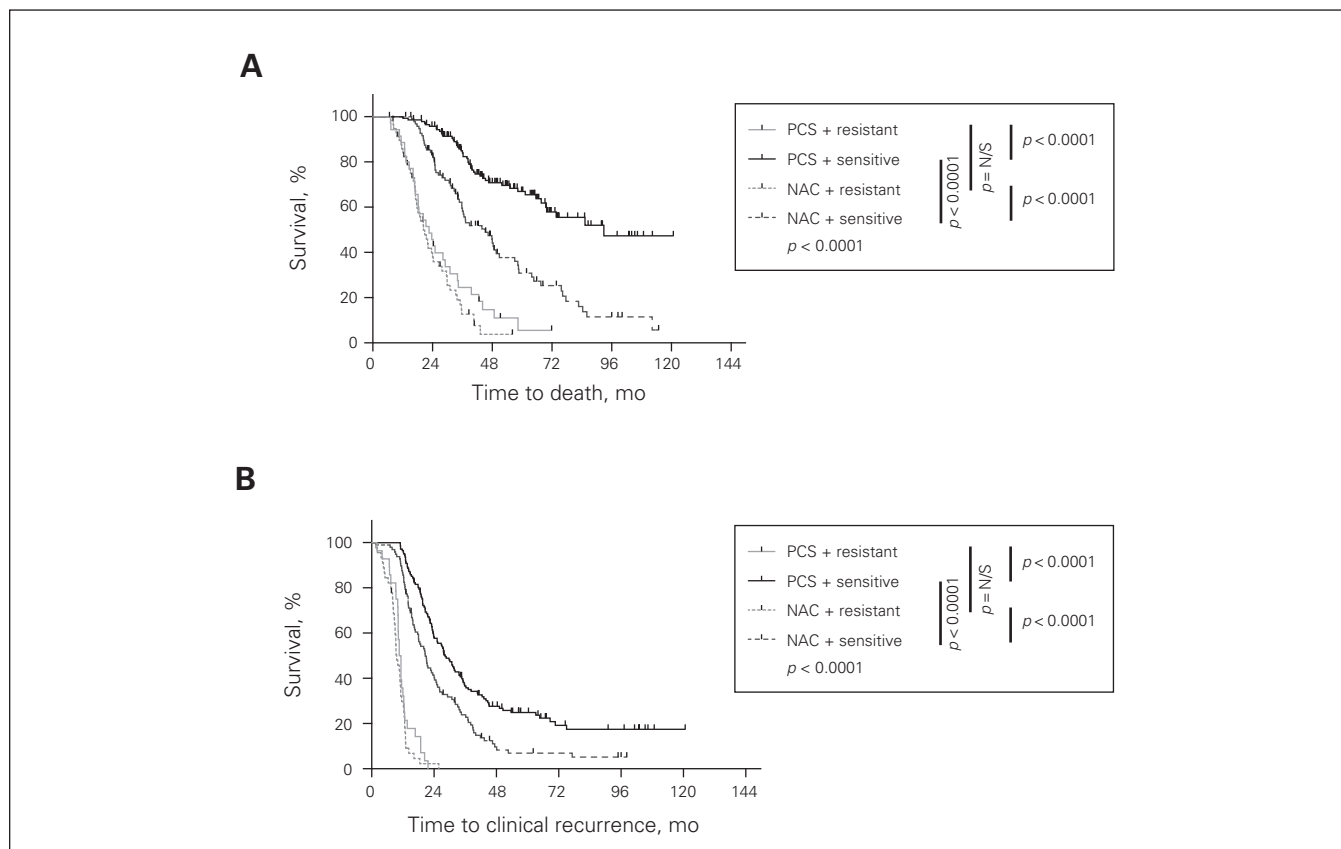 A
100
80
60
40
20
0
Survival, %
0 24 48 72 96 120 144
Time to death, mo
PCS + resistant
PCS + sensitive
NAC + resistant
NAC + sensitive
p < 0.0001
p < 0.0001
p = N/S
p < 0.0001
p < 0.0001
B
100
80
60
40
20
0
Survival, %
0 24 48 72 96 120 144
Time to clinical recurrence, mo
PCS + resistant
PCS + sensitive
NAC + resistant
NAC + sensitive
p < 0.0001
p < 0.0001
p = N/S
p < 0.0001
p < 0.0001